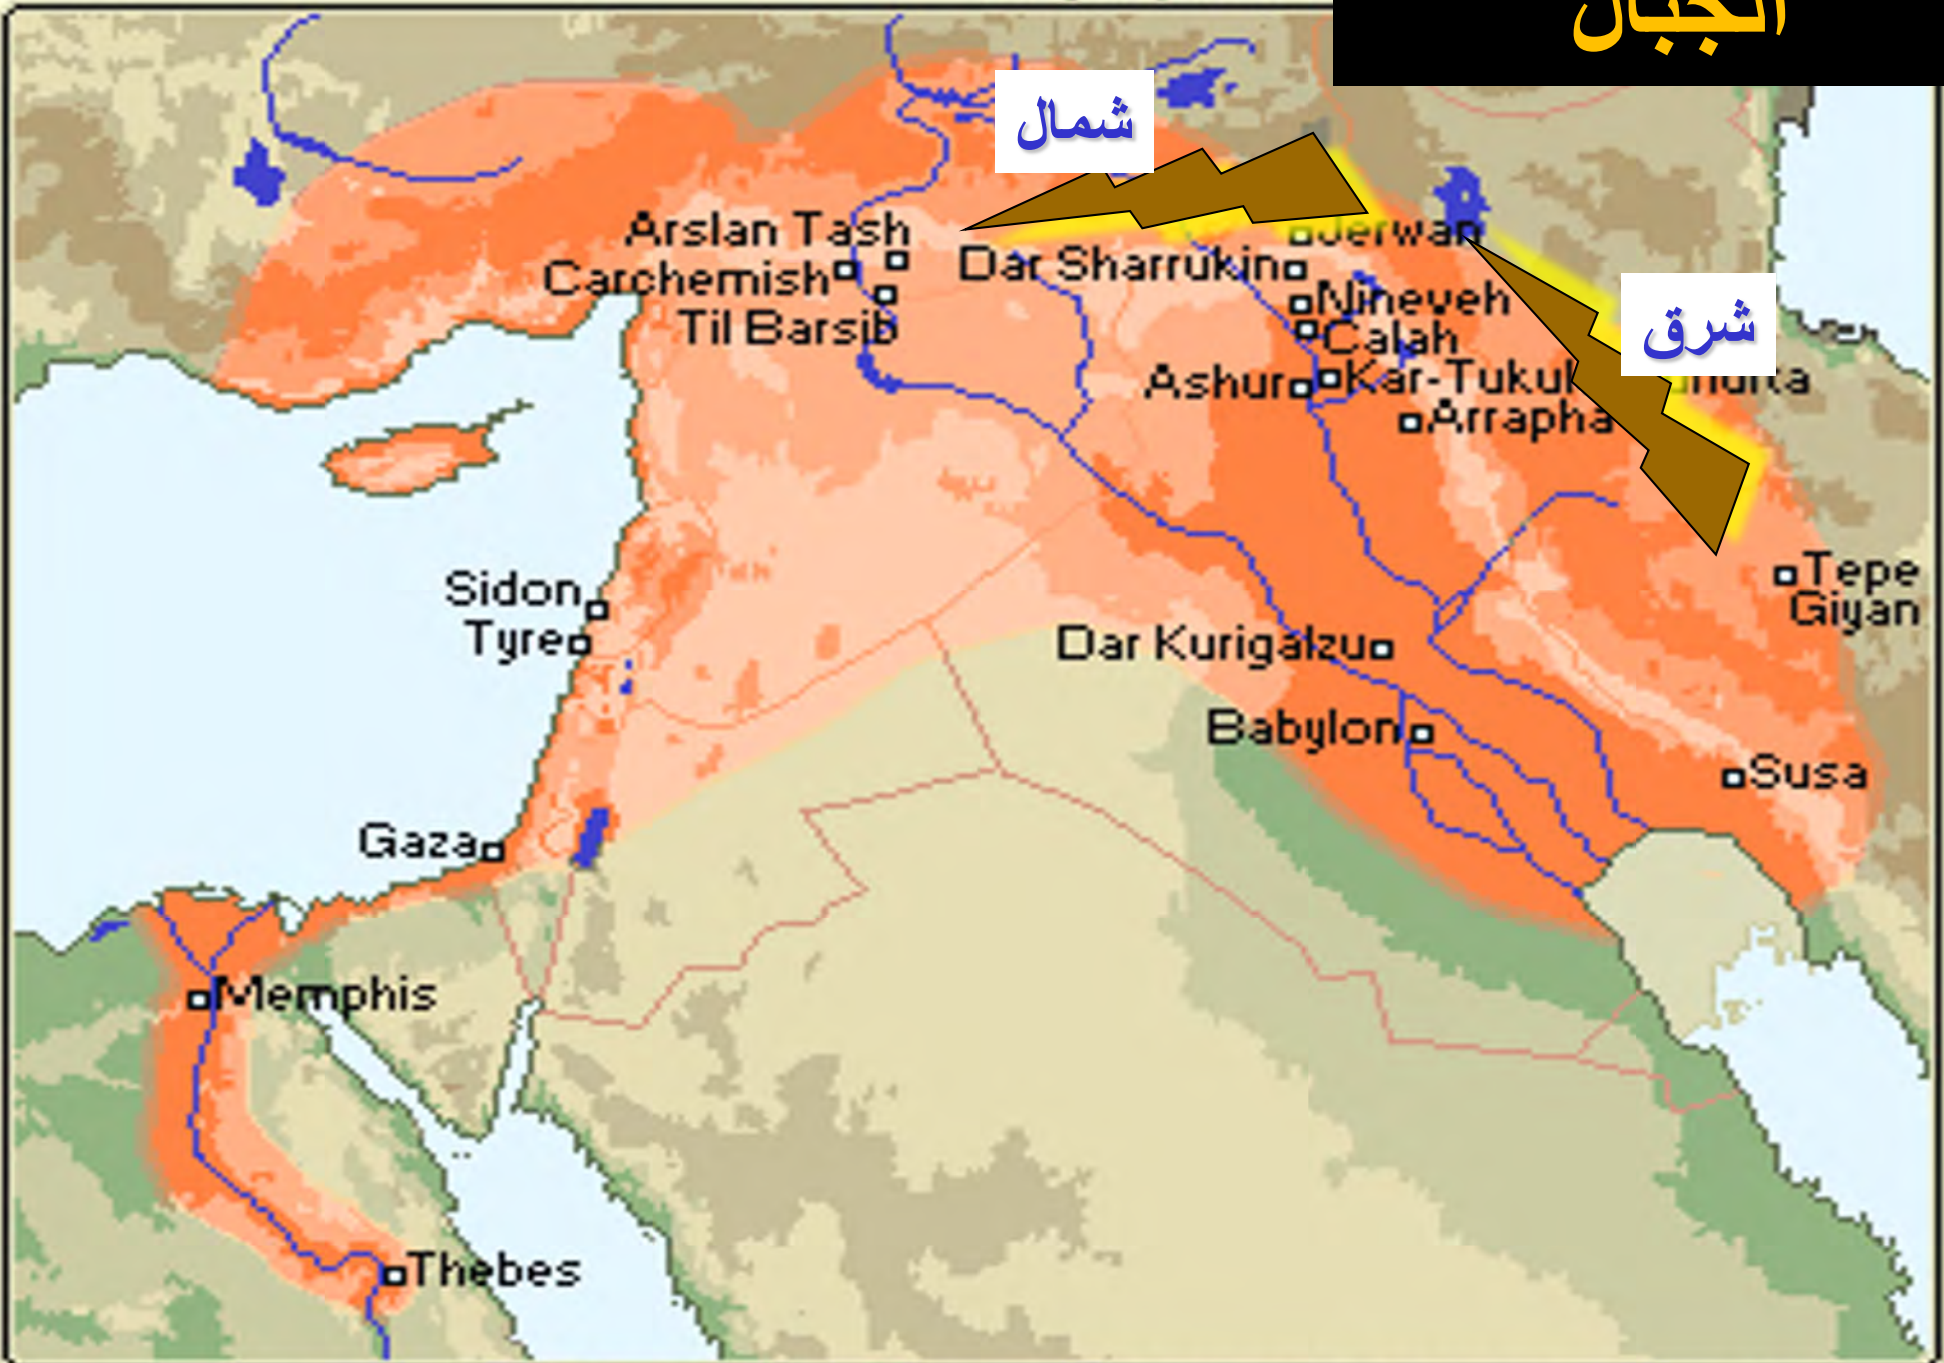 الجبال
شمال
شرق
Arslan Tash
Jerwan
Carchemish
Dar Sharrukin
Til Barsib
Nineveh
Calah
Ashur
Kar-Tukul
Arrapha
Sidon
Tyre
Tepe
Giyan
Dar Kurigalzu
Babylon
Susa
Gaza
Memphis
Thebes